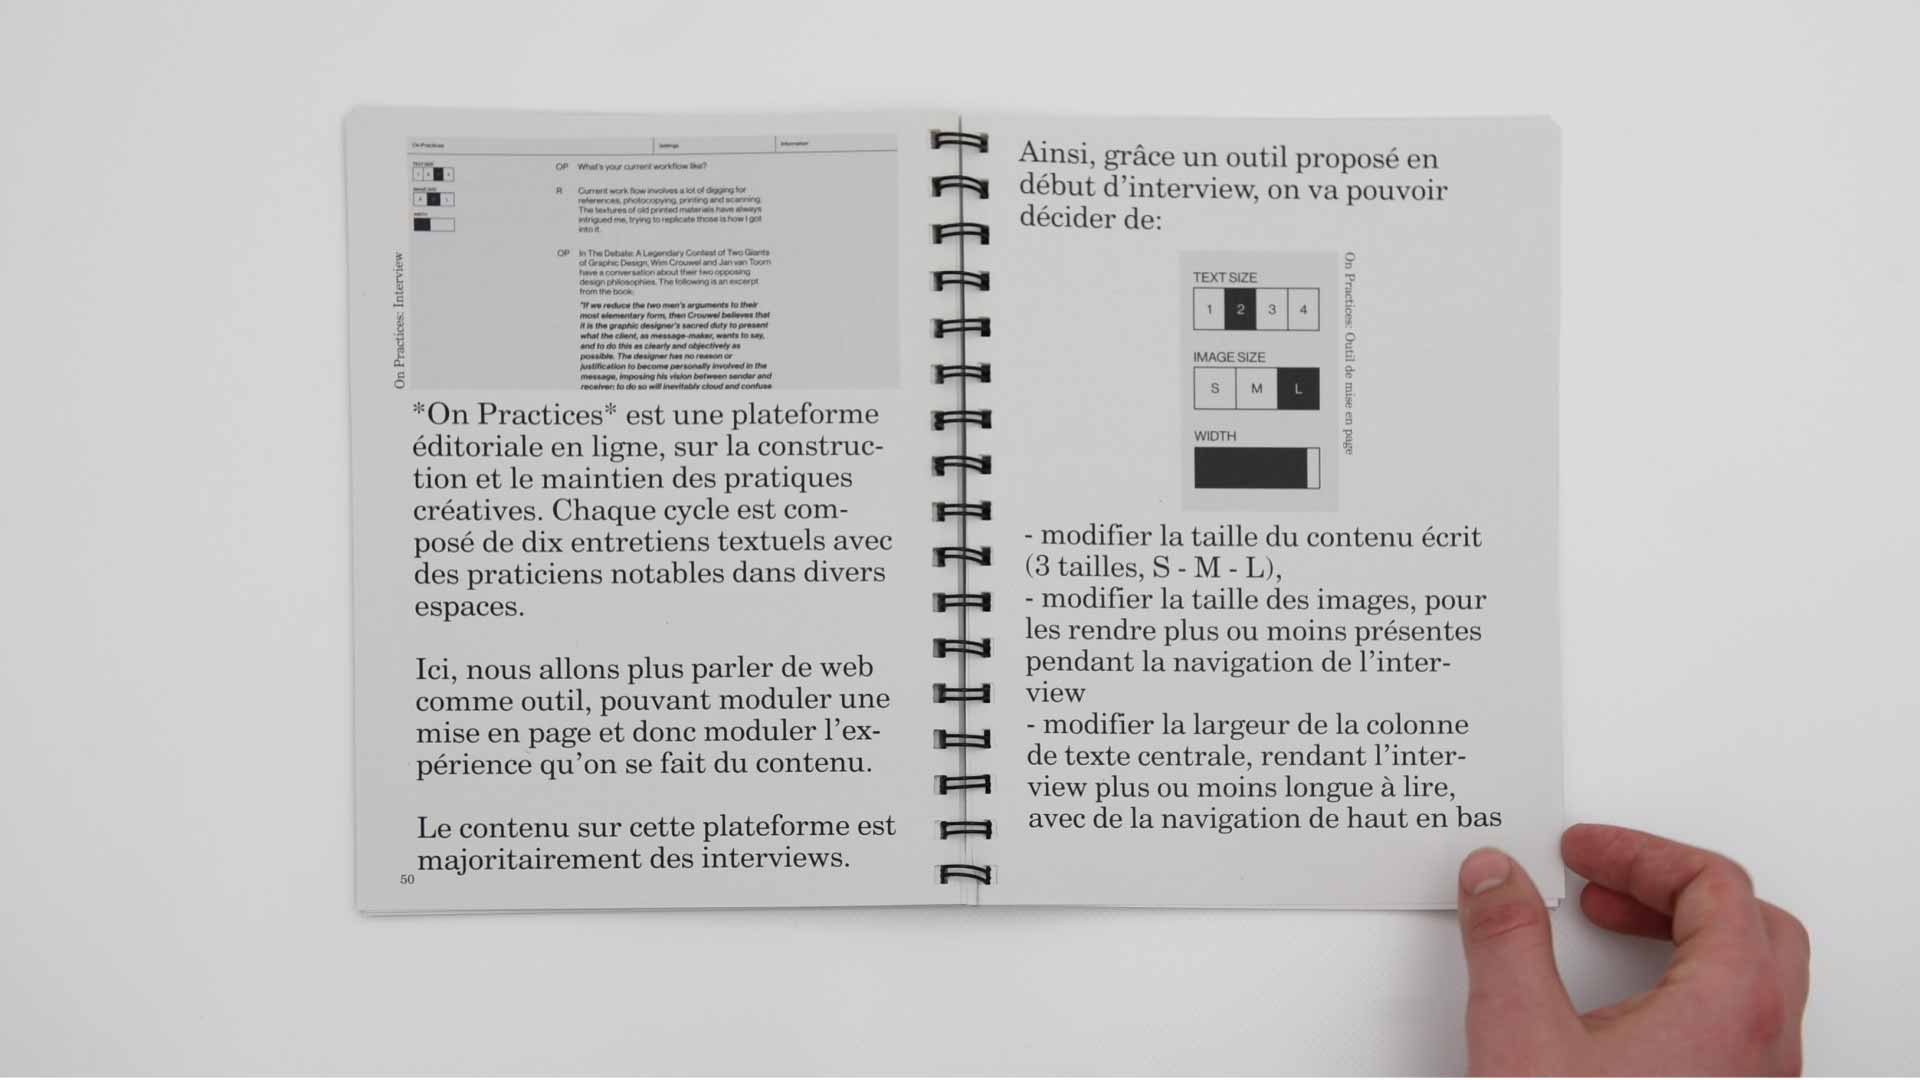 On Practices
Settings
Information
TEXT SIZE
IMAGE SIZE
WIDTH
OP What's your current workflow like?
R Current work flow involves a lot of digging for
references, photocopying, printing and scanning.
The textures of old printed materials have always
intrigued me, trying to replicate those is how I got
into it.
OP In The Debate: A Legendary Contest of Two Giants
of Graphic Design, Wim Crouwel and Jan van Toorn
have a conversation about their two opposing
design philosophies. The following is an excerpt
from the book:
"If we reduce the two men's arguments to their
most elementary form, then Crouwel believes that
it is the graphic designer's sacred duty to present
what the client, as message-maker, wants to say,
and to do this as clearly and objectively as
possible. The designer has no reason or
justification to become personally involved in the
message, imposing his vision between sender and
receiver: to do so will inevitably cloud and confuse
On Practices: Interview
*On Practices* est une plateforme
éditoriale en ligne, sur la construc-
tion et le maintien des pratiques
créatives. Chaque cycle est com-
posé de dix entretiens textuels avec
des praticiens notables dans divers
espaces.
Ici, nous allons plus parler de web
comme outil, pouvant moduler une
mise en page et donc moduler l'ex-
périence qu'on se fait du contenu.
Le contenu sur cette plateforme est
majoritairement des interviews.
50
Ainsi, grâce un outil proposé en
début d'interview, on va pouvoir
décider de:
TEXT SIZE
1 2 3 4
IMAGE SIZE
S M L
WIDTH
On Practices: Outil de mise en page
- modifier la taille du contenu écrit
(3 tailles, S - M - L),
- modifier la taille des images, pour
les rendre plus ou moins présentes
pendant la navigation de l'inter-
view
- modifier la largeur de la colonne
de texte centrale, rendant l'inter-
view plus ou moins longue à lire,
avec de la navigation de haut en bas